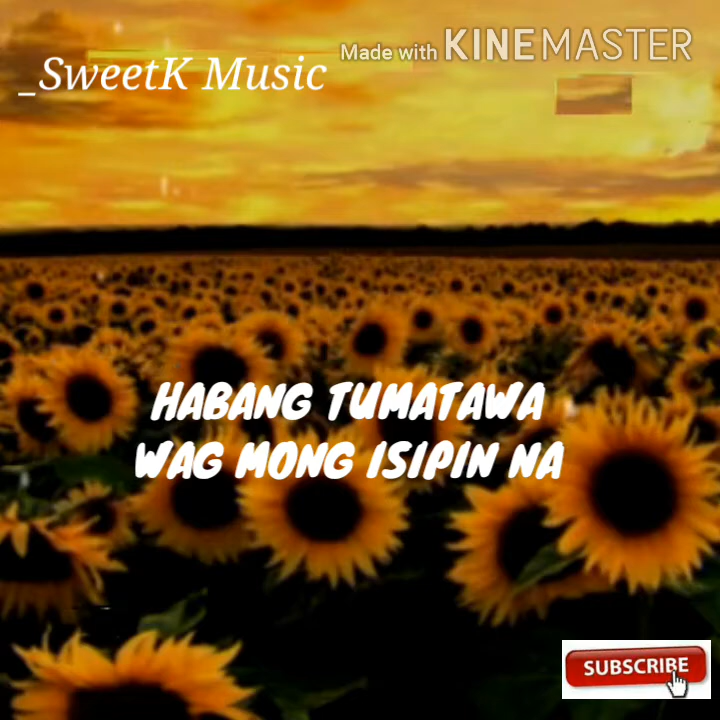 Made with KINEMASTER
_SweetK Music
HABANG TUMATAWA
WAG MONG ISIPIN NA
SUBSCRIBE